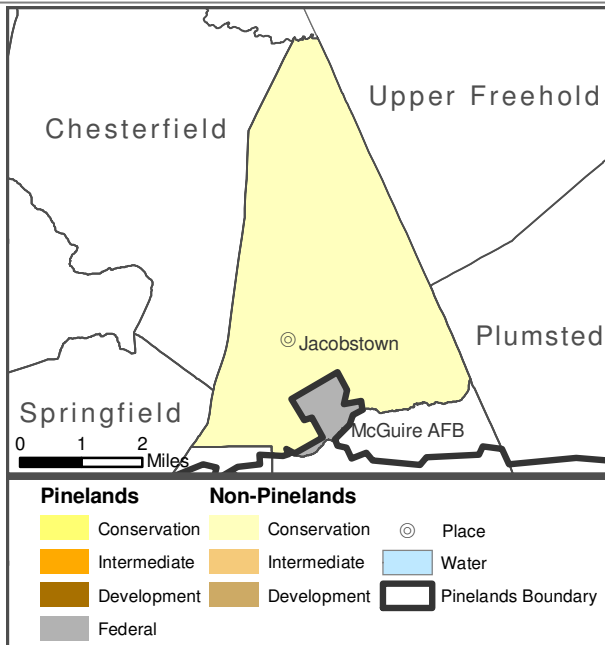 Upper Freehold
Chesterfield
Jacobstown
Plumsted
Springfield
McGuire AFB
0 1 2
Miles
Pinelands Non-Pinelands
Conservation Conservation Place
Intermediate Intermediate Water
Development Development Pinelands Boundary
Federal